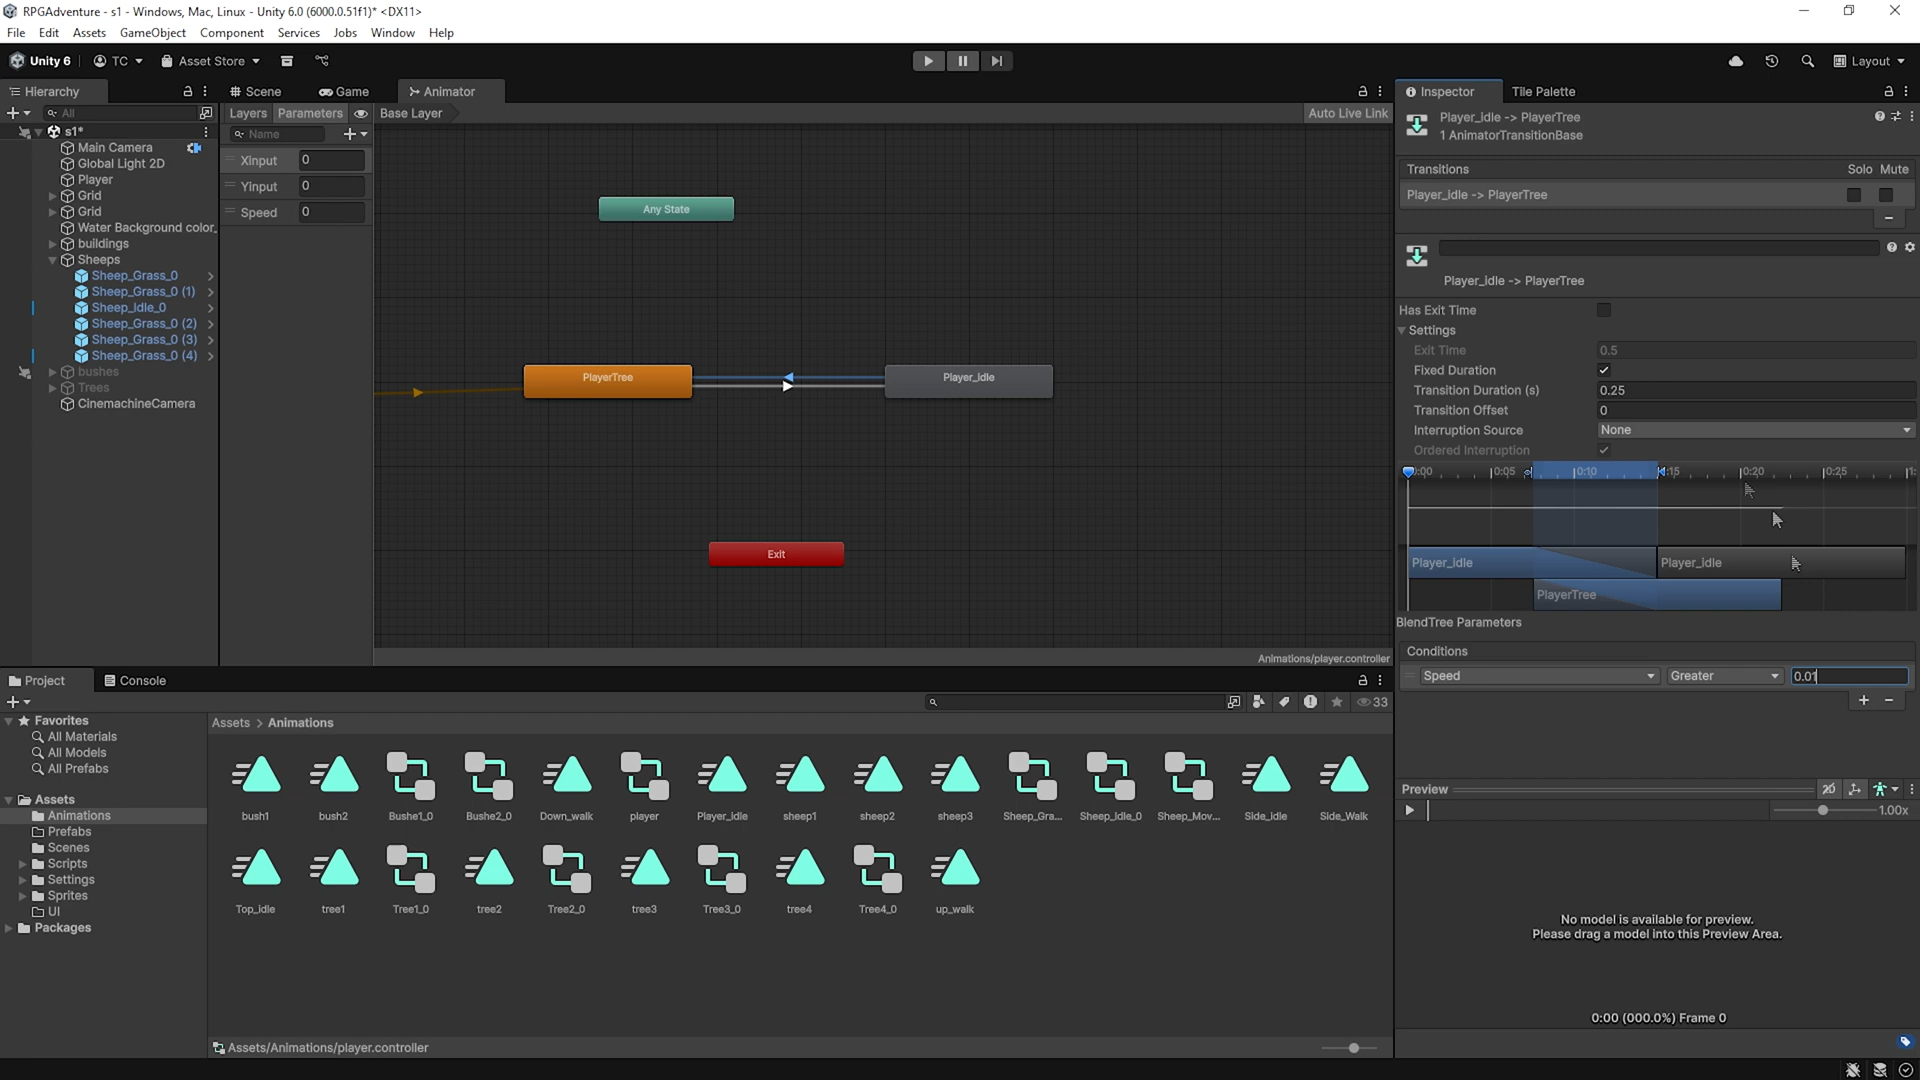 RPGAdventure - s1 - Windows, Mac, Linux - Unity 6.0 (6000.0.51f1)* <DX11>
File Edit Assets GameObject Component Services Jobs Window Help
Unity 6 TC Asset Store Layout
Hierarchy
All
s1*
Main Camera
Global Light 2D
Player
Grid
Grid
Water Background color_
buildings
Sheeps
Sheep_Grass_0
Sheep_Grass_0 (1)
Sheep_Idle_0
Sheep_Grass_0 (2)
Sheep_Grass_0 (3)
Sheep_Grass_0 (4)
bushes
Trees
CinemachineCamera
Scene Game Animator
Layers Parameters Base Layer Auto Live Link
Name
Xinput 0
Yinput 0
Speed 0
Any State
PlayerTree Player_idle
Exit
Animations/player.controller
Inspector Tile Palette
Player_idle -> PlayerTree
1 AnimatorTransitionBase
Transitions Solo Mute
Player_idle -> PlayerTree
Player_idle -> PlayerTree
Has Exit Time
Settings
Exit Time 0.5
Fixed Duration
Transition Duration (s) 0.25
Transition Offset 0
Interruption Source None
Ordered Interruption
0:00 0:05 0:10 0:15 0:20 0:25 1:
Player_idle Player_idle
PlayerTree
BlendTree Parameters
Conditions
Speed Greater 0.01
Preview
1.00x
No model is available for preview.
Please drag a model into this Preview Area.
0:00 (000.0%) Frame 0
Project Console
33
Favorites
All Materials
All Models
All Prefabs
Assets
Animations
Prefabs
Scenes
Scripts
Settings
Sprites
UI
Packages
Assets > Animations
bush1 bush2 Bushe1_0 Bushe2_0 Down_walk player Player_idle sheep1 sheep2 sheep3 Sheep_Gra... Sheep_Idle_0 Sheep_Mov... Side_Idle Side_Walk
Top_idle tree1 Tree1_0 tree2 Tree2_0 tree3 Tree3_0 tree4 Tree4_0 up_walk
Assets/Animations/player.controller